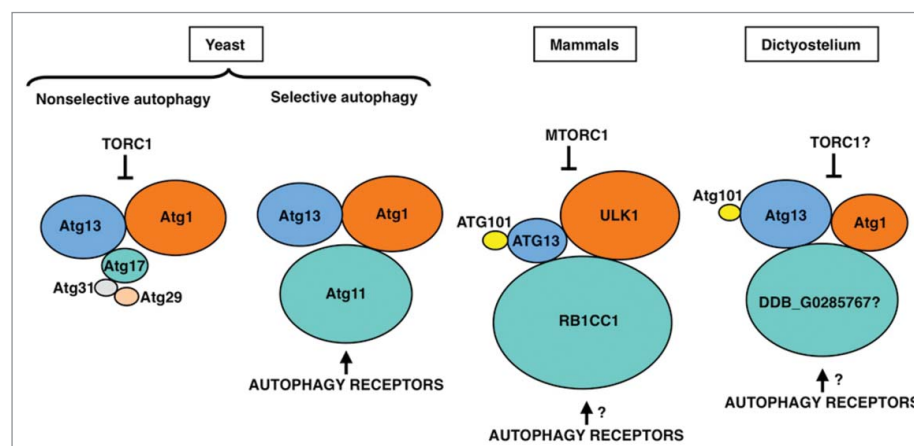 Yeast
Mammals
Dictyostelium
Nonselective autophagy
Selective autophagy
TORC1
Atg13
Atg1
Atg17
Atg31
Atg29
Atg13
Atg1
Atg11
AUTOPHAGY RECEPTORS
MTORC1
ULK1
ATG101
ATG13
RB1CC1
?
AUTOPHAGY RECEPTORS
TORC1?
Atg101
Atg13
Atg1
DDB_G0285767?
?
AUTOPHAGY RECEPTORS